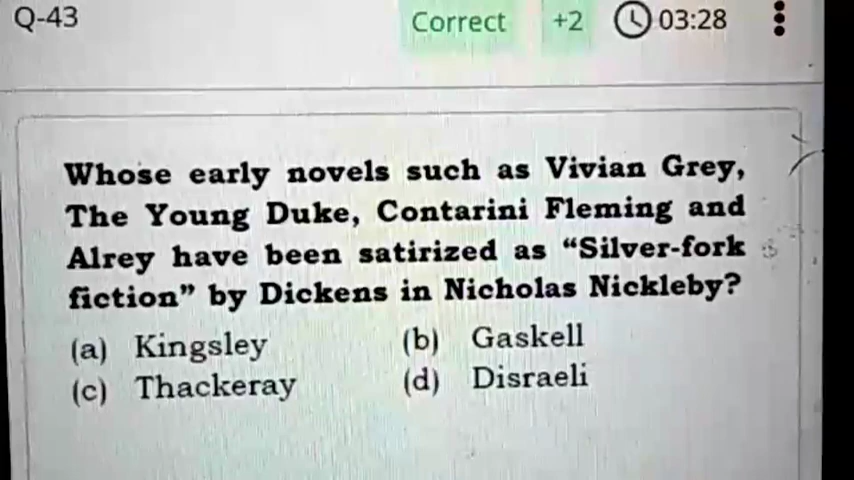 Q-43 Correct +2 03:28
Whose early novels such as Vivian Grey,
The Young Duke, Contarini Fleming and
Alrey have been satirized as “Silver-fork
fiction” by Dickens in Nicholas Nickleby?
(a) Kingsley (b) Gaskell
(c) Thackeray (d) Disraeli